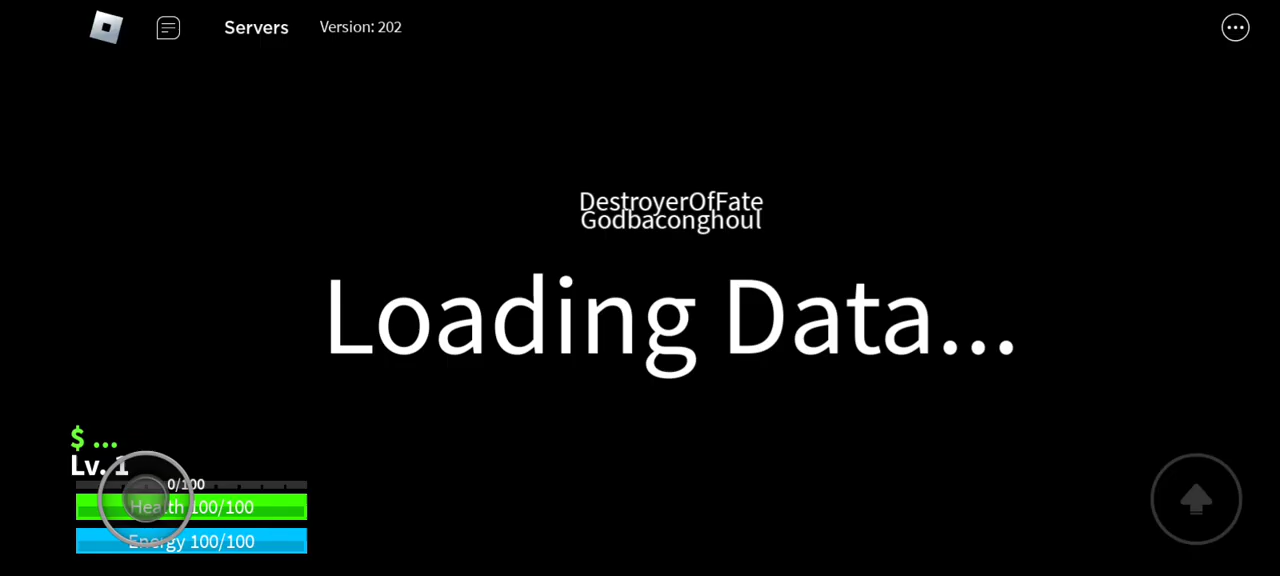 Servers Version: 202
DestroyerOfFate
Godbaconghoul
Loading Data...
$ ...
Lv. 1
0/100
Health 100/100
Energy 100/100